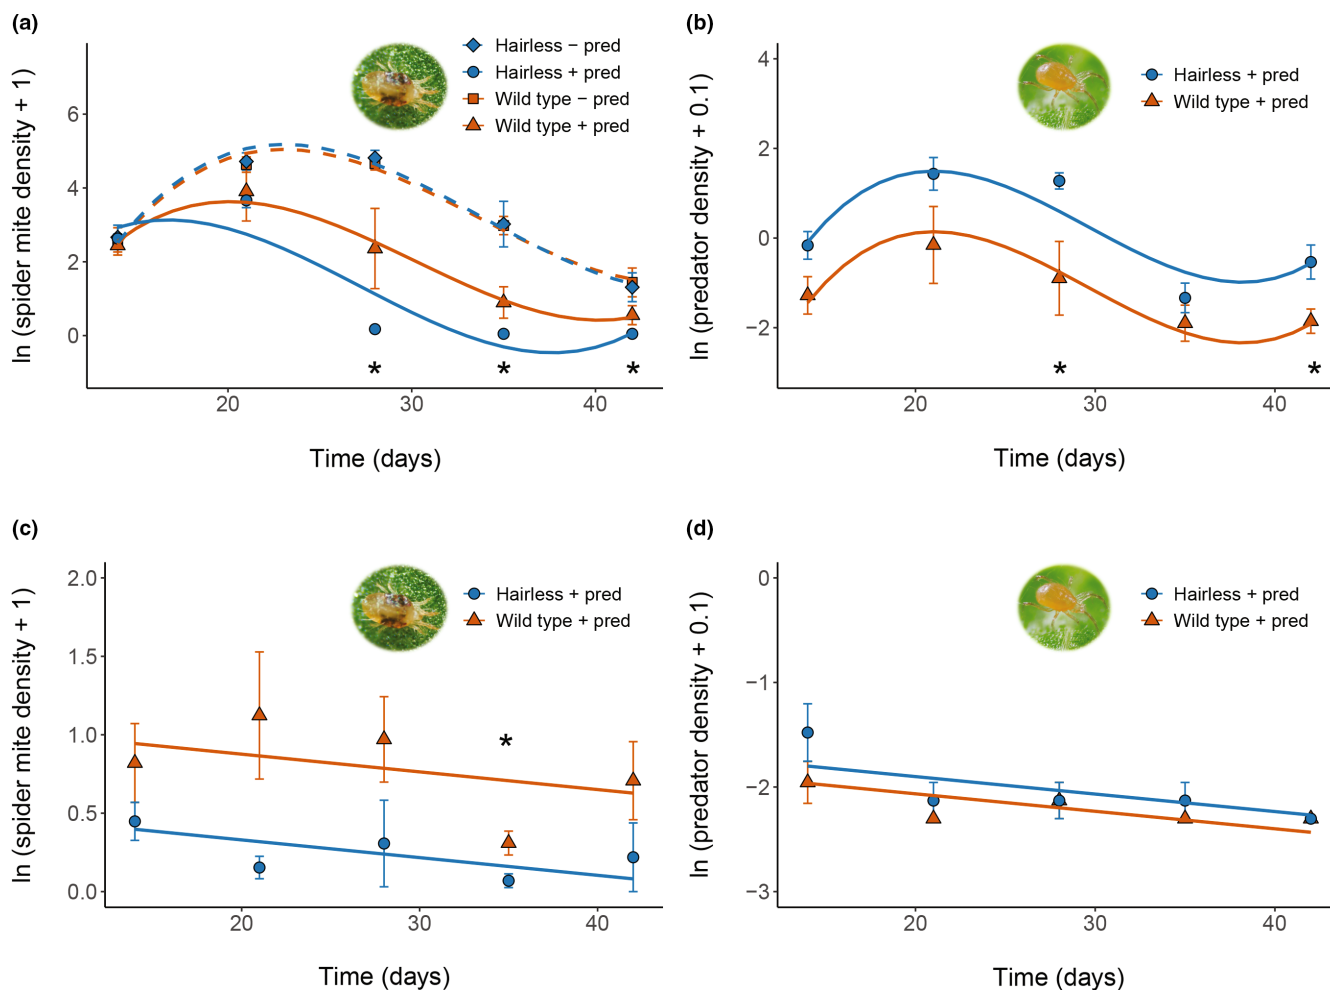 (a)
Hairless − pred
Hairless + pred
Wild type − pred
Wild type + pred
ln (spider mite density + 1)
6
4
2
0
* * *
20 30 40
Time (days)
(b)
Hairless + pred
Wild type + pred
ln (predator density + 0.1)
4
2
0
−2
* *
20 30 40
Time (days)
(c)
Hairless + pred
Wild type + pred
ln (spider mite density + 1)
2.0
1.5
1.0
0.5
0.0
*
20 30 40
Time (days)
(d)
Hairless + pred
Wild type + pred
ln (predator density + 0.1)
0
−1
−2
−3
20 30 40
Time (days)